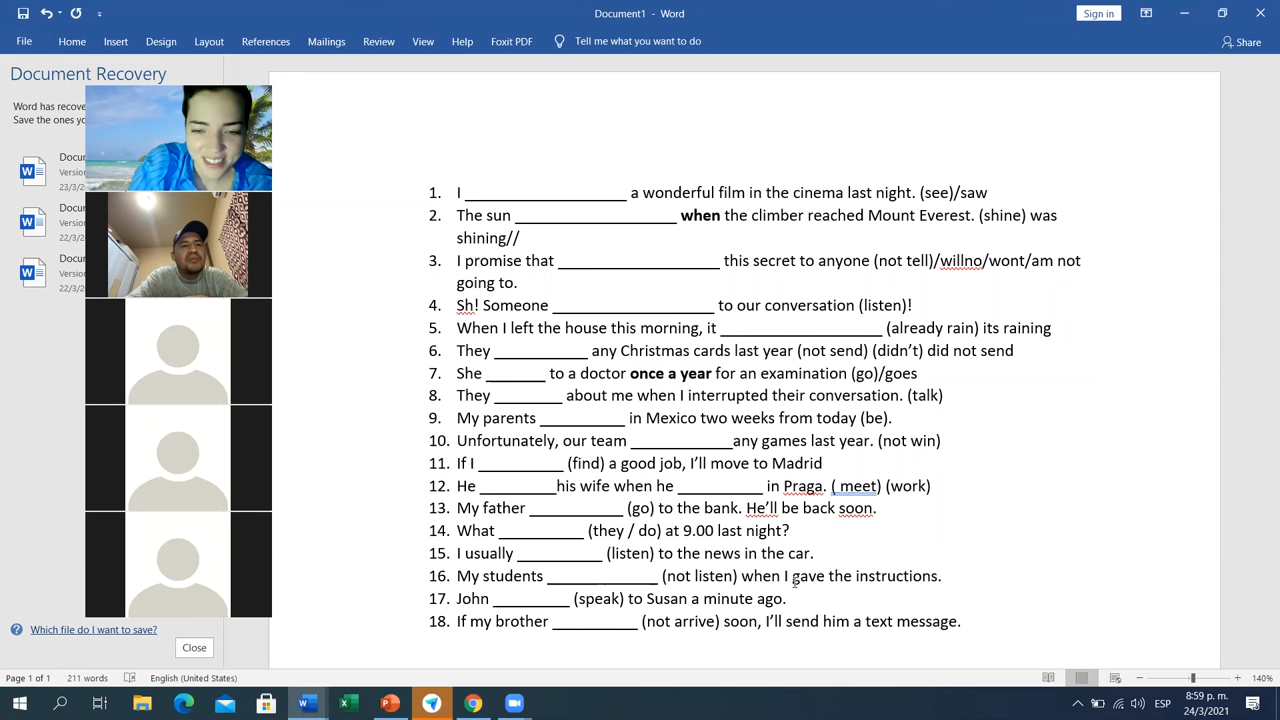 Document1 - Word
Sign in
File Home Insert Design Layout References Mailings Review View Help Foxit PDF Tell me what you want to do Share
Document Recovery
Word has recove
Save the ones yo
Docu
Versio
23/3/2
Docu
Versio
22/3/2
Docu
Versio
23/3/2
1. I __________________ a wonderful film in the cinema last night. (see)/saw
2. The sun __________________ when the climber reached Mount Everest. (shine) was
shining//
3. I promise that __________________ this secret to anyone (not tell)/willno/wont/am not
going to.
4. Sh! Someone __________________ to our conversation (listen)!
5. When I left the house this morning, it __________________ (already rain) its raining
6. They ___________ any Christmas cards last year (not send) (didn't) did not send
7. She _______ to a doctor once a year for an examination (go)/goes
8. They ________ about me when I interrupted their conversation. (talk)
9. My parents __________ in Mexico two weeks from today (be).
10. Unfortunately, our team ____________any games last year. (not win)
11. If I __________ (find) a good job, I'll move to Madrid
12. He _________his wife when he __________ in Praga. ( meet) (work)
13. My father ___________ (go) to the bank. He'll be back soon.
14. What __________ (they / do) at 9.00 last night?
15. I usually __________ (listen) to the news in the car.
16. My students _____________ (not listen) when I gave the instructions.
17. John _________ (speak) to Susan a minute ago.
18. If my brother __________ (not arrive) soon, I'll send him a text message.
Which file do I want to save?
Close
Page 1 of 1 211 words English (United States) 140%
ESP
8:59 p. m.
24/3/2021